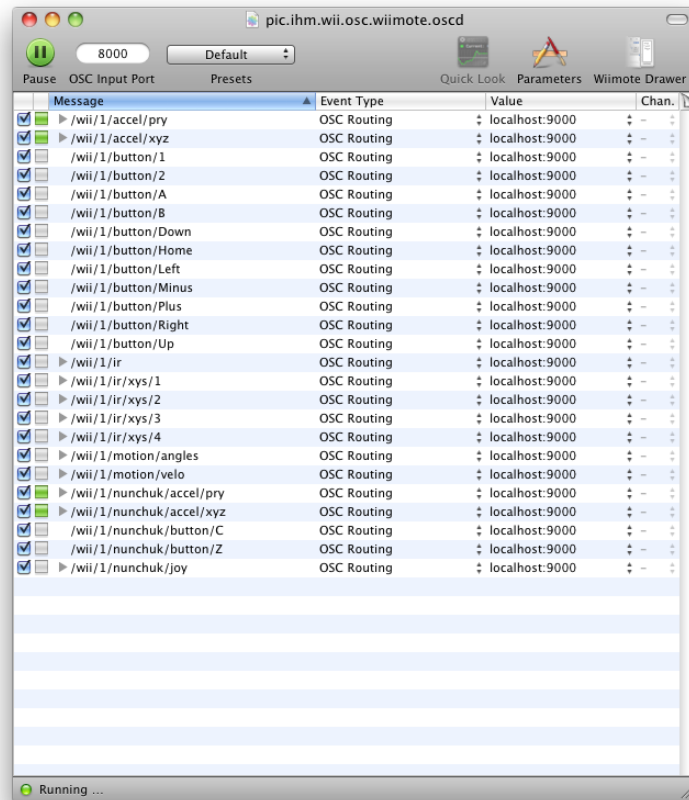 pic.ihm.wii.osc.wiimote.oscd
8000 Default
Pause OSC Input Port Presets Quick Look Parameters Wiimote Drawer
Message Event Type Value Chan.
/wii/1/accel/pry OSC Routing localhost:9000 –
/wii/1/accel/xyz OSC Routing localhost:9000 –
/wii/1/button/1 OSC Routing localhost:9000 –
/wii/1/button/2 OSC Routing localhost:9000 –
/wii/1/button/A OSC Routing localhost:9000 –
/wii/1/button/B OSC Routing localhost:9000 –
/wii/1/button/Down OSC Routing localhost:9000 –
/wii/1/button/Home OSC Routing localhost:9000 –
/wii/1/button/Left OSC Routing localhost:9000 –
/wii/1/button/Minus OSC Routing localhost:9000 –
/wii/1/button/Plus OSC Routing localhost:9000 –
/wii/1/button/Right OSC Routing localhost:9000 –
/wii/1/button/Up OSC Routing localhost:9000 –
/wii/1/ir OSC Routing localhost:9000 –
/wii/1/ir/xys/1 OSC Routing localhost:9000 –
/wii/1/ir/xys/2 OSC Routing localhost:9000 –
/wii/1/ir/xys/3 OSC Routing localhost:9000 –
/wii/1/ir/xys/4 OSC Routing localhost:9000 –
/wii/1/motion/angles OSC Routing localhost:9000 –
/wii/1/motion/velo OSC Routing localhost:9000 –
/wii/1/nunchuk/accel/pry OSC Routing localhost:9000 –
/wii/1/nunchuk/accel/xyz OSC Routing localhost:9000 –
/wii/1/nunchuk/button/C OSC Routing localhost:9000 –
/wii/1/nunchuk/button/Z OSC Routing localhost:9000 –
/wii/1/nunchuk/joy OSC Routing localhost:9000 –
Running ...